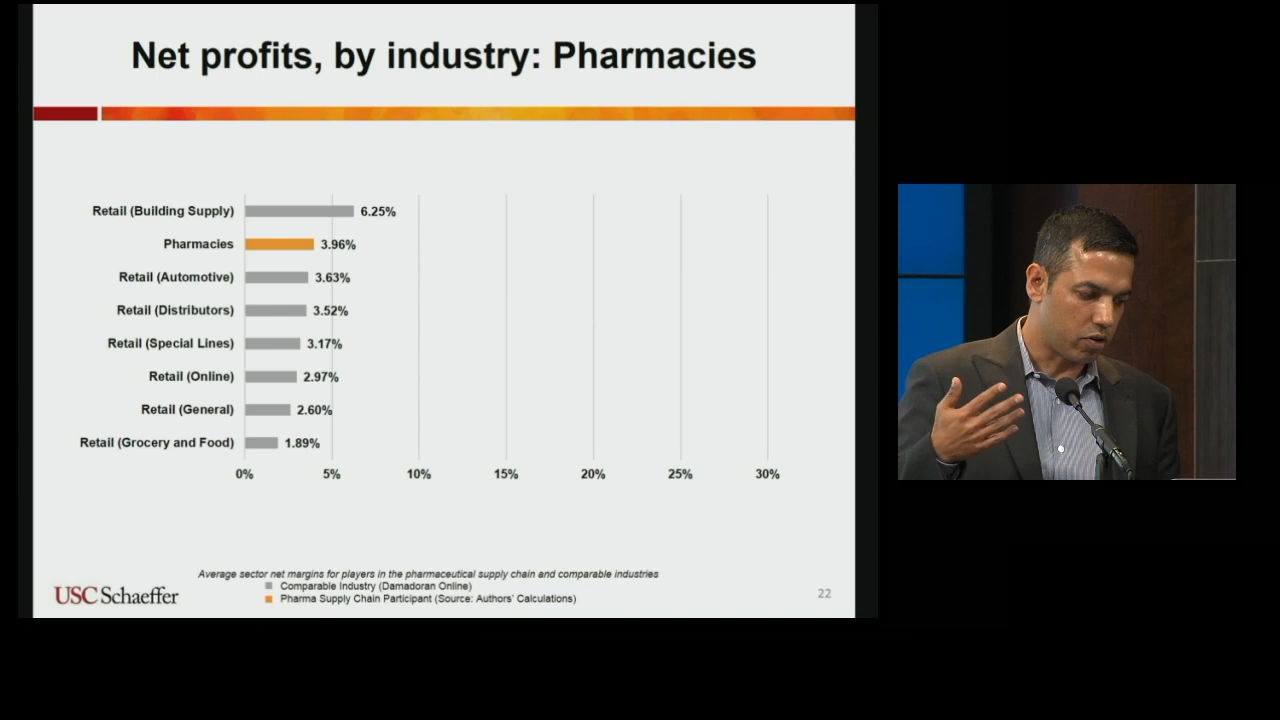 Net profits, by industry: Pharmacies
Retail (Building Supply) 6.25%
Pharmacies 3.96%
Retail (Automotive) 3.63%
Retail (Distributors) 3.52%
Retail (Special Lines) 3.17%
Retail (Online) 2.97%
Retail (General) 2.60%
Retail (Grocery and Food) 1.89%
0% 5% 10% 15% 20% 25% 30%
Average sector net margins for players in the pharmaceutical supply chain and comparable industries
Comparable Industry (Damadoran Online)
Pharma Supply Chain Participant (Source: Authors' Calculations)
USC Schaeffer
22